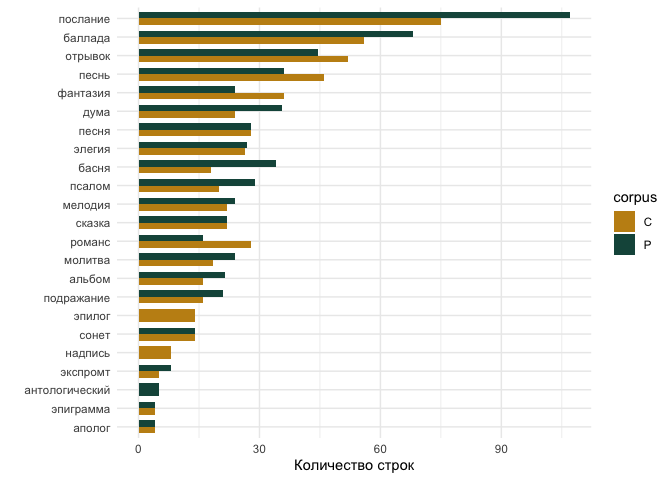 послание
баллада
отрывок
песнь
фантазия
дума
песня
элегия
басня
псалом
мелодия
сказка
романс
молитва
альбом
подражание
эпилог
сонет
надпись
экспромт
антологический
эпиграмма
аполог
0 30 60 90
Количество строк
corpus
C
P